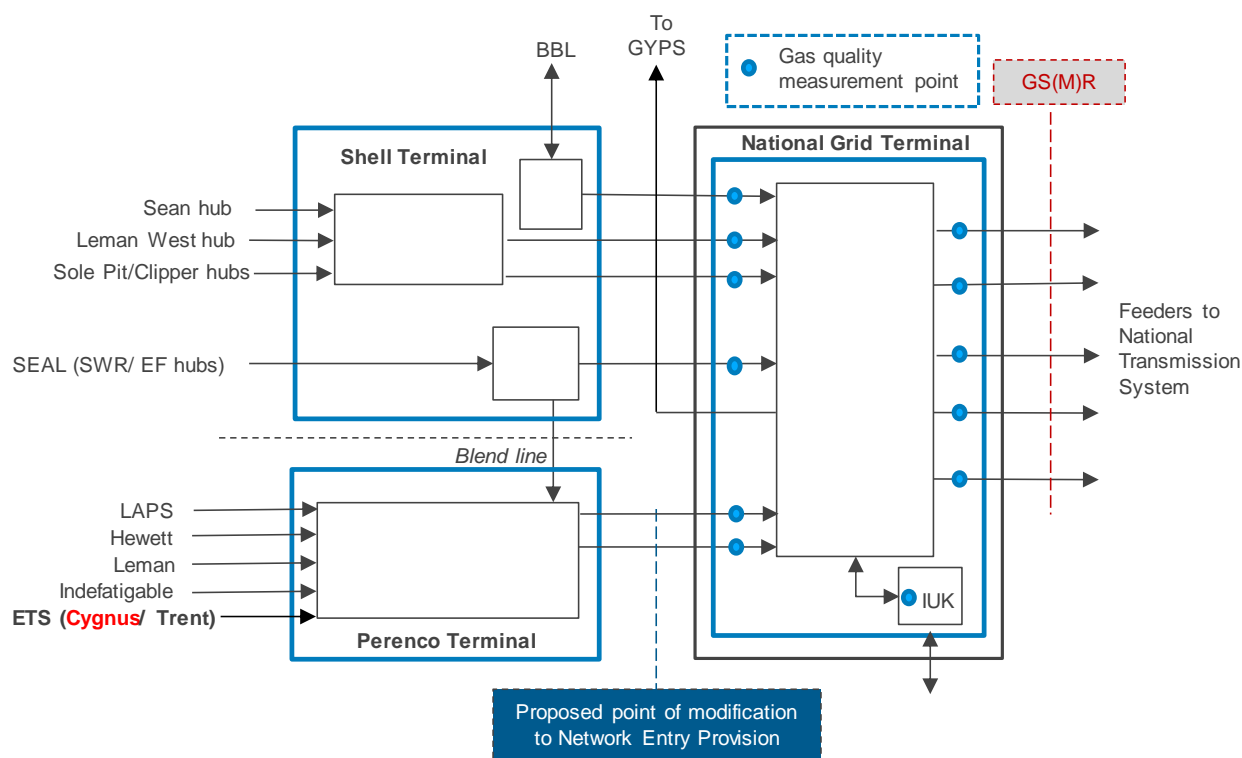 To
GYPS
BBL
Gas quality
measurement point
GS(M)R
Shell Terminal
National Grid Terminal
Sean hub
Leman West hub
Sole Pit/Clipper hubs
SEAL (SWR/ EF hubs)
Feeders to
National
Transmission
System
Blend line
LAPS
Hewett
Leman
Indefatigable
ETS (Cygnus/ Trent)
IUK
Perenco Terminal
Proposed point of modification
to Network Entry Provision